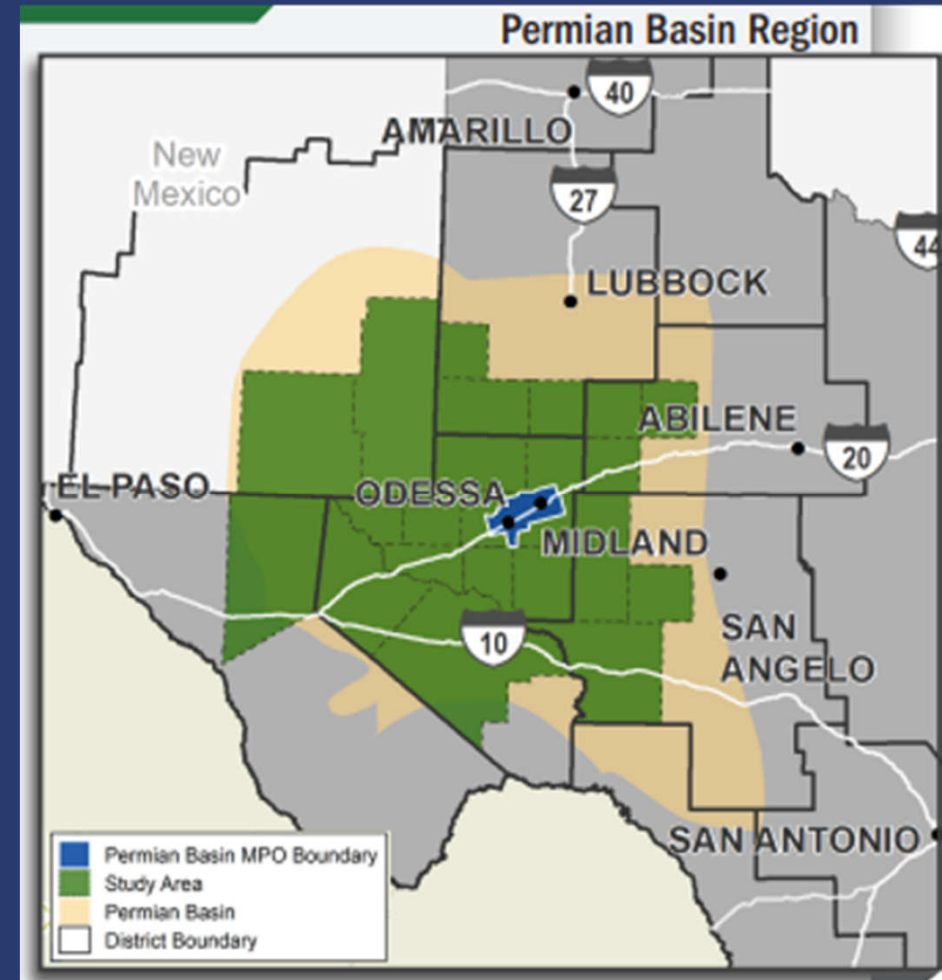 Permian Basin Region
40
AMARILLO
New
Mexico
27
44
LUBBOCK
ABILENE
20
EL PASO
ODESSA
MIDLAND
10
SAN
ANGELO
SAN ANTONIO
Permian Basin MPO Boundary
Study Area
Permian Basin
District Boundary